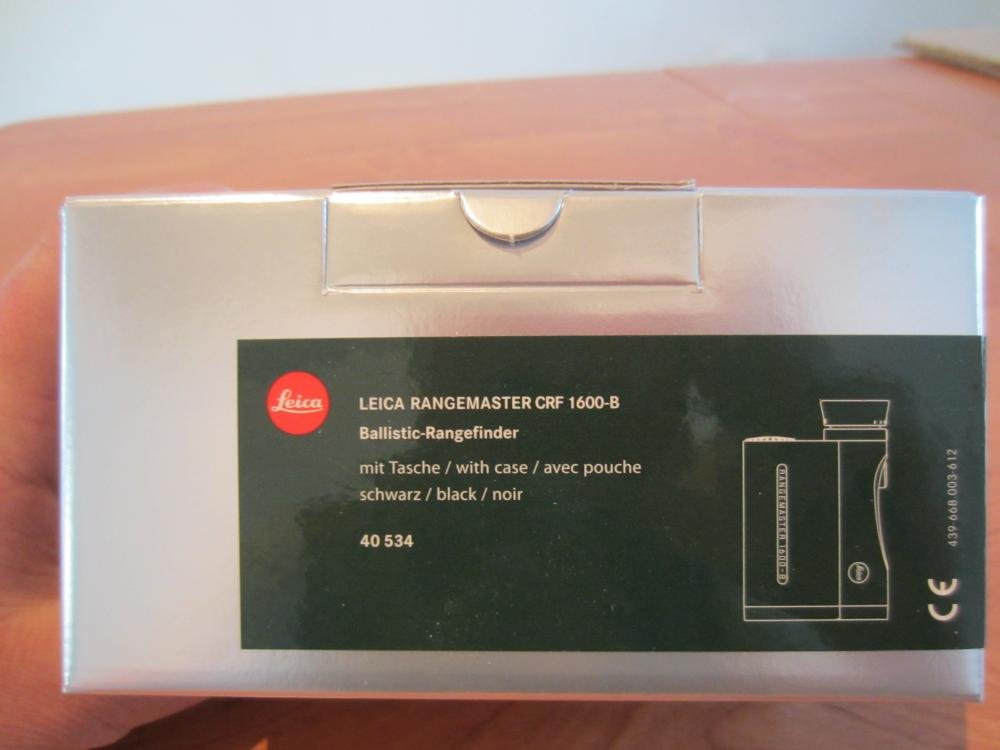 Leica
LEICA RANGEMASTER CRF 1600-B
Ballistic-Rangefinder
mit Tasche / with case / avec pouche
schwarz / black / noir
40 534
RANGEMASTER 1600-B
Leica
439 668 003-612
CE